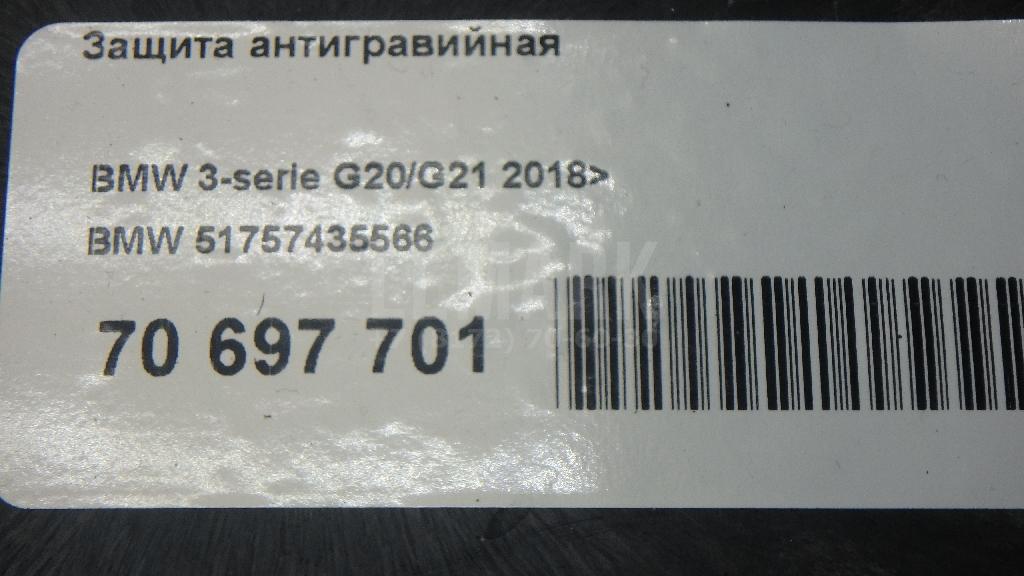 Защита антигравийная
BMW 3-serie G20/G21 2018>
BMW 51757435566
70 697 701